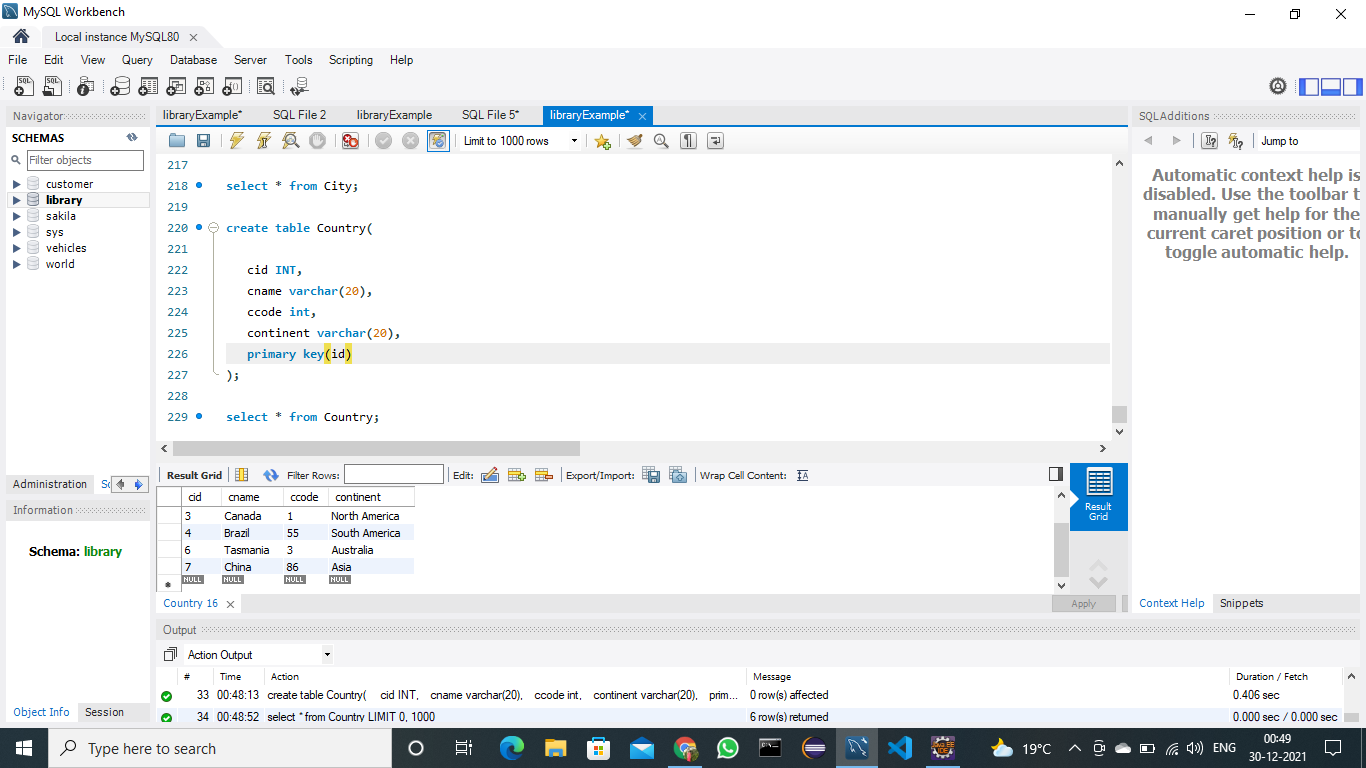 MySQL Workbench
Local instance MySQL80
File Edit View Query Database Server Tools Scripting Help
Navigator
SCHEMAS
Filter objects
customer
library
sakila
sys
vehicles
world
Administration
Information
Schema: library
Object Info Session
libraryExample* SQL File 2 libraryExample SQL File 5* libraryExample*
Limit to 1000 rows
217
218 select * from City;
219
220 create table Country(
221
222 cid INT,
223 cname varchar(20),
224 ccode int,
225 continent varchar(20),
226 primary key(id)
227 );
228
229 select * from Country;
Result Grid Filter Rows: Edit: Export/Import: Wrap Cell Content:
cid cname ccode continent
3 Canada 1 North America
4 Brazil 55 South America
6 Tasmania 3 Australia
7 China 86 Asia
NULL NULL NULL NULL
Result
Grid
Country 16
Apply
SQLAdditions
Jump to
Automatic context help is
disabled. Use the toolbar t
manually get help for the
current caret position or to
toggle automatic help.
Context Help Snippets
Output
Action Output
# Time Action Message Duration / Fetch
33 00:48:13 create table Country( cid INT, cname varchar(20), ccode int, continent varchar(20), prim... 0 row(s) affected 0.406 sec
34 00:48:52 select * from Country LIMIT 0, 1000 6 row(s) returned 0.000 sec / 0.000 sec
Type here to search
19°C
ENG
00:49
30-12-2021